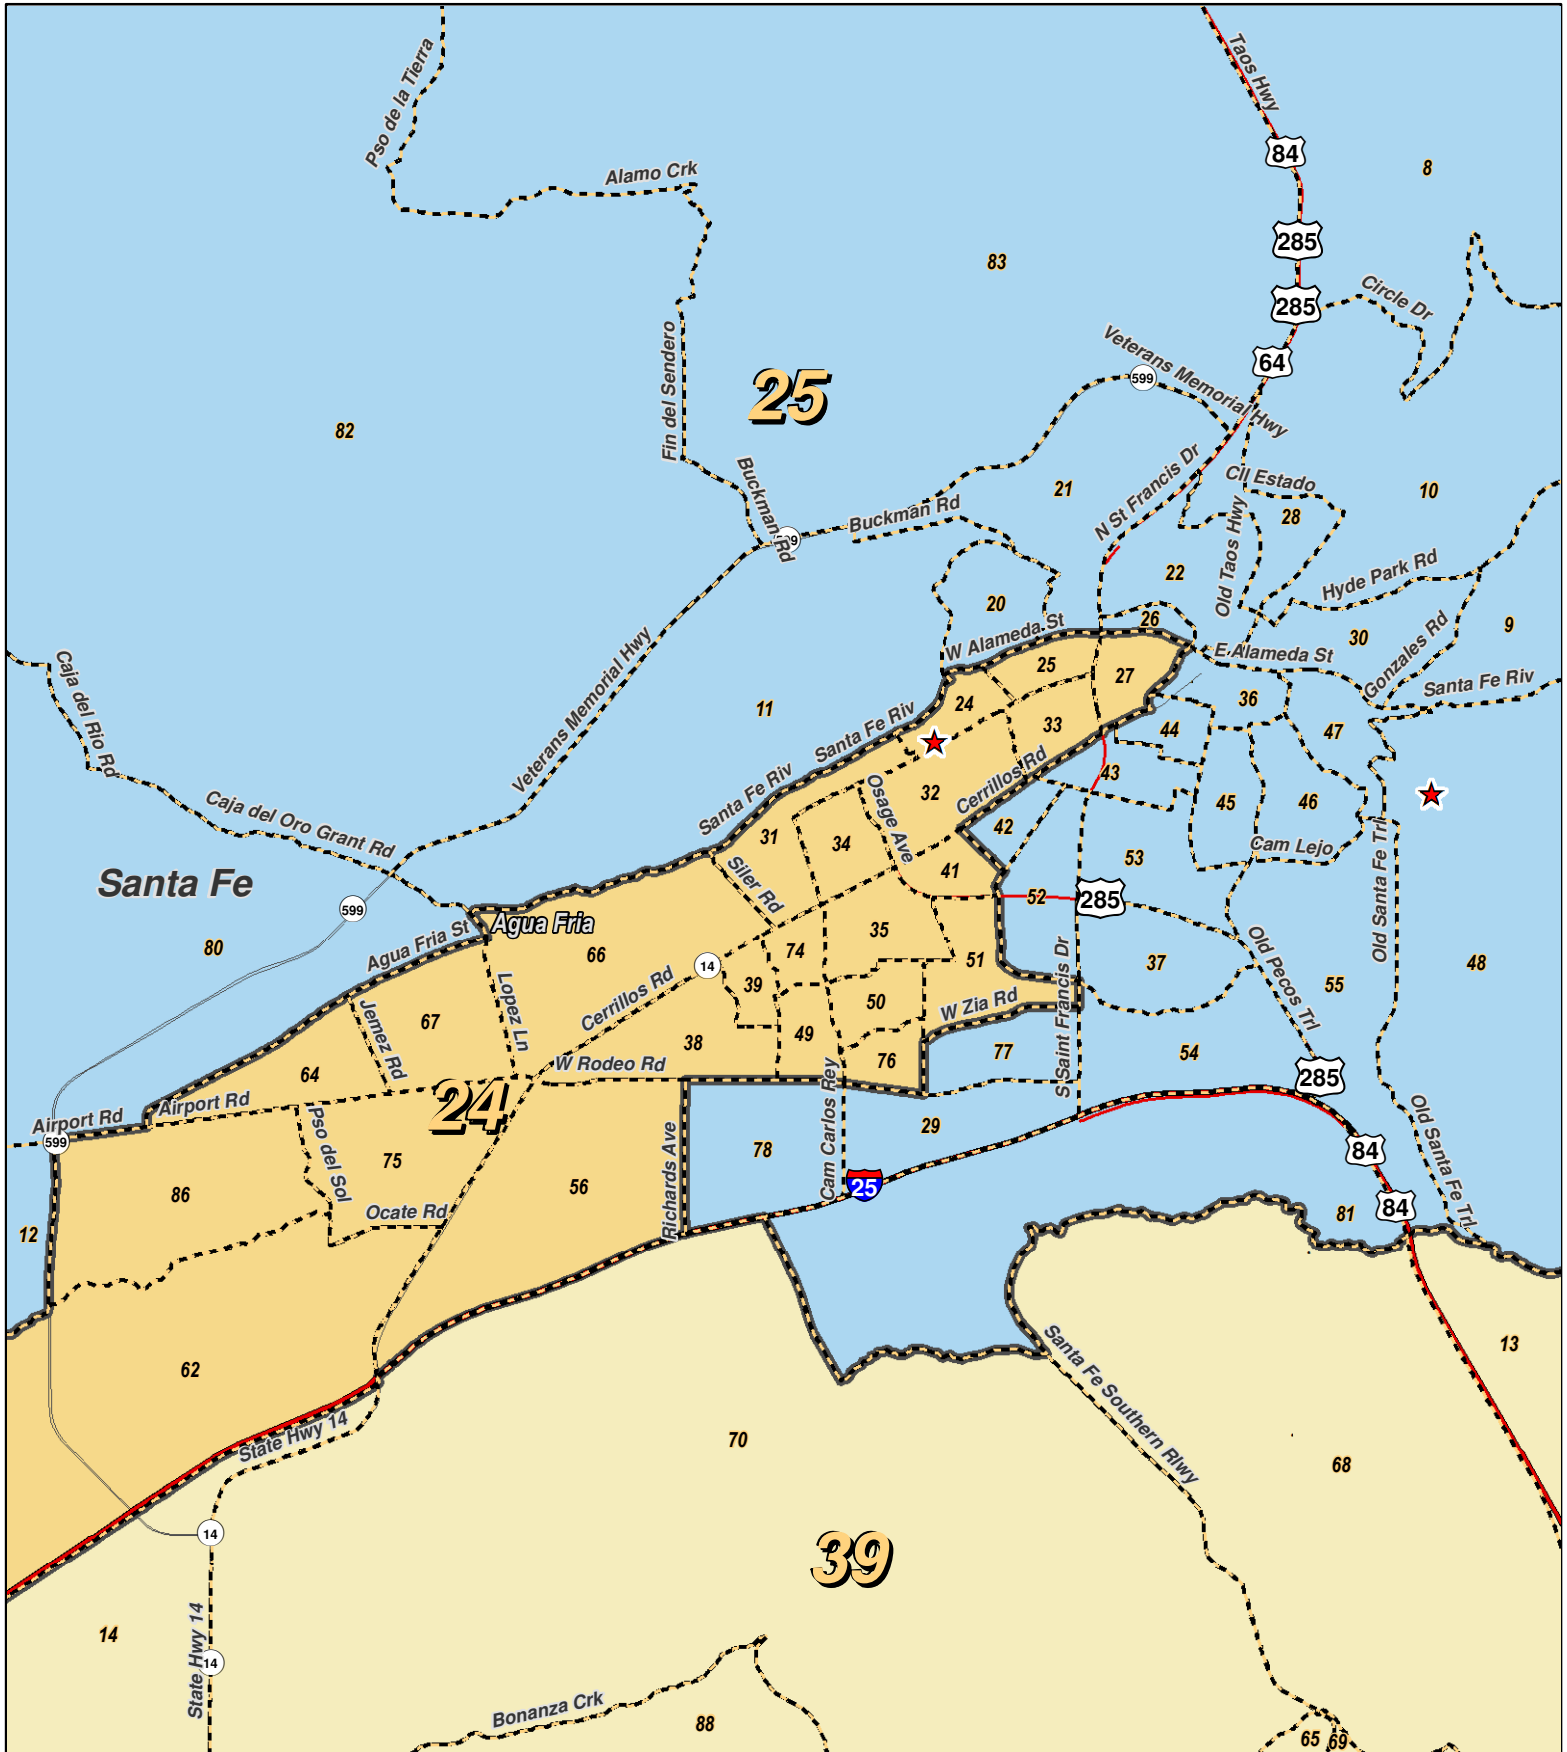 Pso de la Tierra
Taos Hwy
84
8
Alamo Crk
285
83
285
Circle Dr
Fin del Sendero
Veterans Memorial Hwy
64
599
25
82
Buckman Rd
N St Francis Dr
Cll Estado
21
10
Buckman Rd
28
Old Taos Hwy
Hyde Park Rd
22
20
26
9
W Alameda St
30
Gonzales Rd
E Alameda St
Caja del Rio Rd
Veterans Memorial Hwy
25
27
Santa Fe Riv
36
24
11
Santa Fe Riv
33
44
47
Cerrillos Rd
43
Santa Fe Riv
32
45
46
Osage Ave
Caja del Oro Grant Rd
31
34
42
Cam Lejo
53
Santa Fe
Siler Rd
41
52
285
Old Santa Fe Trl
599
Agua Fria
Agua Fria St
80
66
35
74
51
Old Pecos Trl
14
37
48
39
55
Lopez Ln
Cerrillos Rd
50
W Zia Rd
67
Jemez Rd
49
38
S Saint Francis Dr
77
54
W Rodeo Rd
76
64
285
24
Cam Carlos Rey
Airport Rd
Airport Rd
599
Pso del Sol
29
Old Santa Fe Trl
78
84
75
Richards Ave
25
86
56
84
Ocate Rd
81
12
62
Santa Fe Southern Rlwy
13
State Hwy 14
70
68
14
39
14
State Hwy 14
14
Bonanza Crk
88
65
69